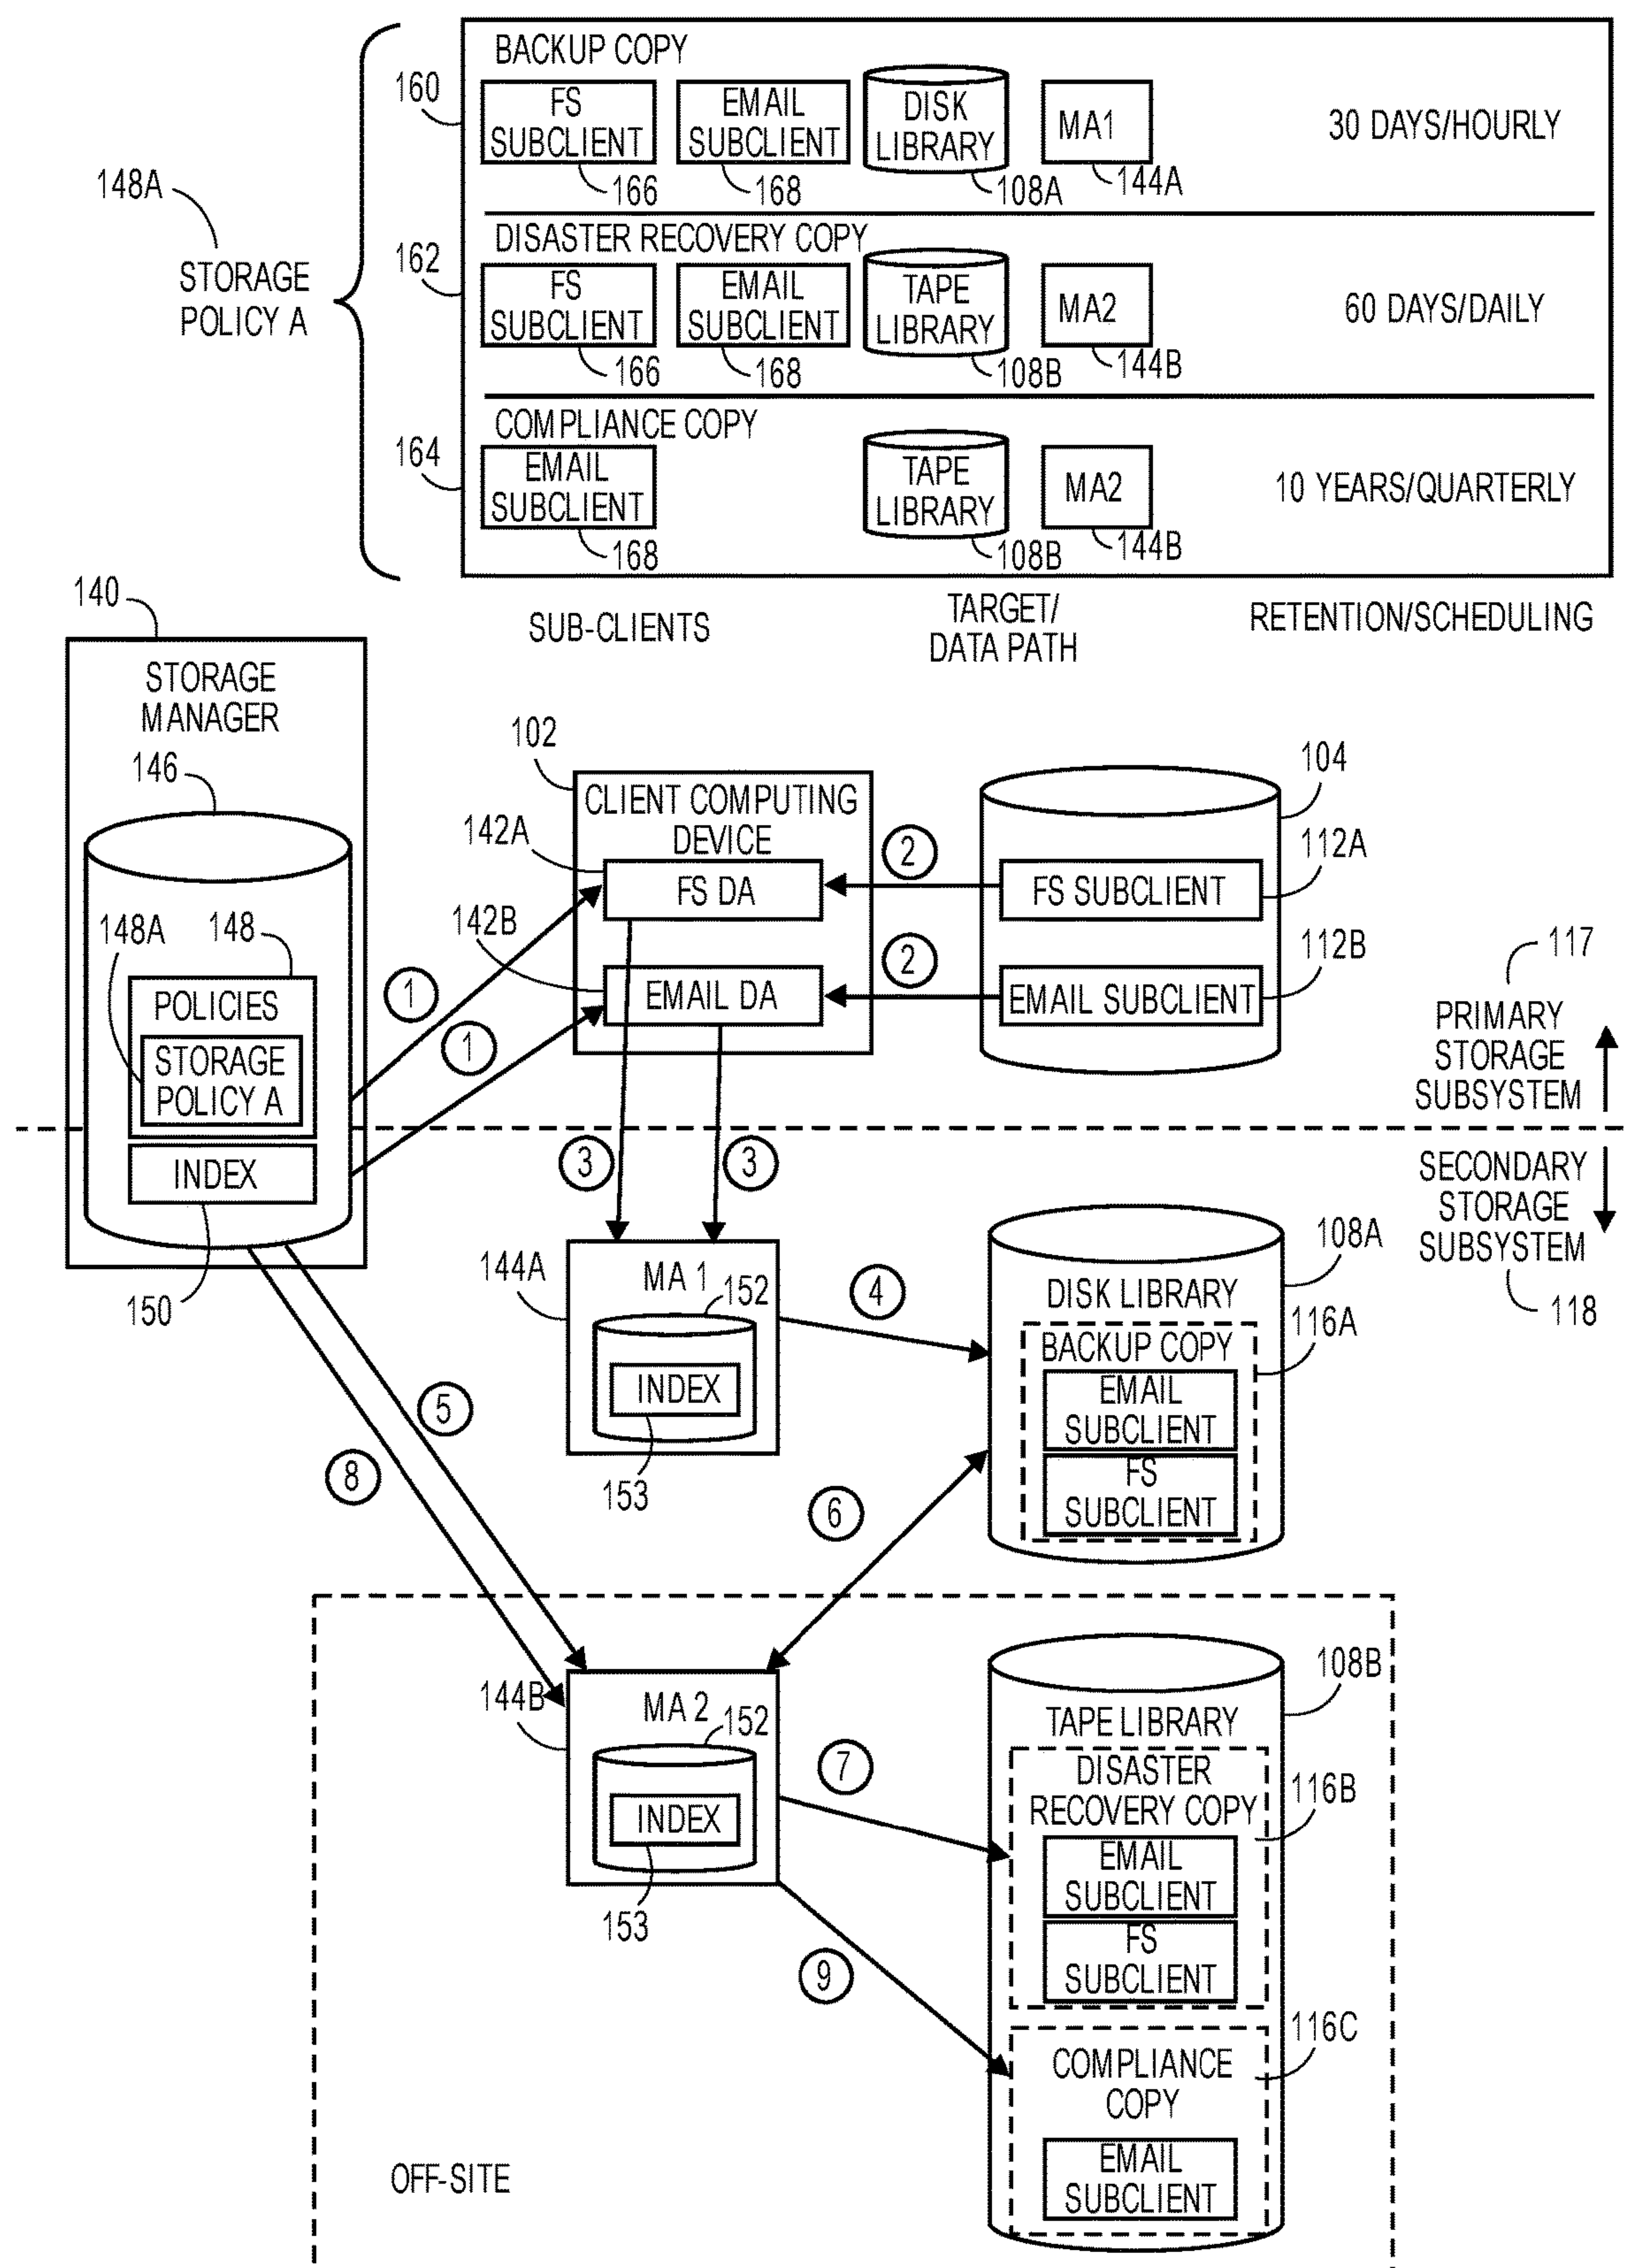 BACKUP COPY
160
FS
SUBCLIENT
166
EMAIL
SUBCLIENT
168
DISK
LIBRARY
108A
MA1
144A
30 DAYS/HOURLY
148A
STORAGE
POLICY A
DISASTER RECOVERY COPY
162
FS
SUBCLIENT
166
EMAIL
SUBCLIENT
168
TAPE
LIBRARY
108B
MA2
144B
60 DAYS/DAILY
COMPLIANCE COPY
164
EMAIL
SUBCLIENT
168
TAPE
LIBRARY
108B
MA2
144B
10 YEARS/QUARTERLY
SUB-CLIENTS
TARGET/
DATA PATH
RETENTION/SCHEDULING
140
STORAGE
MANAGER
146
148A
148
POLICIES
STORAGE
POLICY A
INDEX
150
1
1
102
CLIENT COMPUTING
DEVICE
142A
FS DA
142B
EMAIL DA
2
2
104
FS SUBCLIENT
112A
EMAIL SUBCLIENT
112B
117
PRIMARY
STORAGE
SUBSYSTEM
SECONDARY
STORAGE
SUBSYSTEM
118
3
3
144A
MA 1
152
INDEX
153
4
108A
DISK LIBRARY
116A
BACKUP COPY
EMAIL
SUBCLIENT
FS
SUBCLIENT
5
8
6
144B
MA 2
152
INDEX
153
7
9
108B
TAPE LIBRARY
DISASTER
RECOVERY COPY
116B
EMAIL
SUBCLIENT
FS
SUBCLIENT
116C
COMPLIANCE
COPY
EMAIL
SUBCLIENT
OFF-SITE